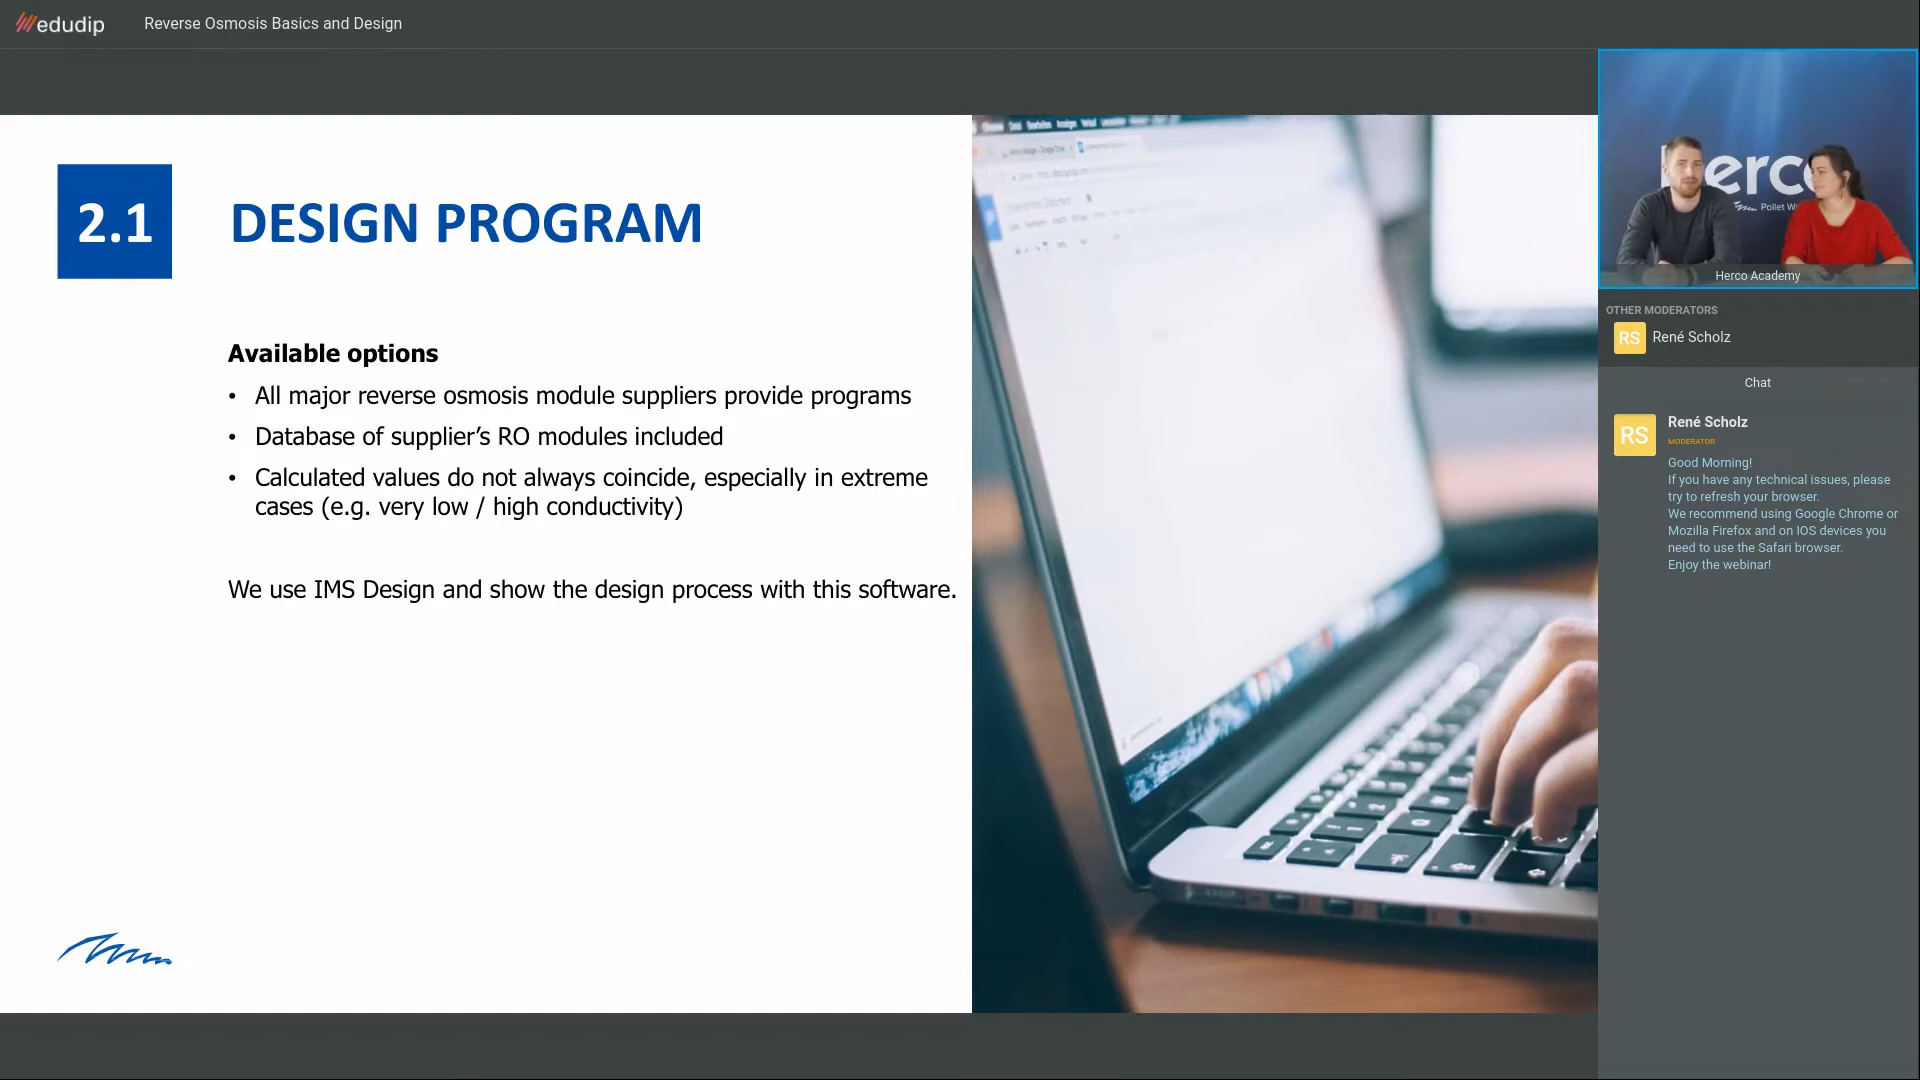 edudip
Reverse Osmosis Basics and Design
2.1
DESIGN PROGRAM
Available options
• All major reverse osmosis module suppliers provide programs
• Database of supplier’s RO modules included
• Calculated values do not always coincide, especially in extreme
cases (e.g. very low / high conductivity)
We use IMS Design and show the design process with this software.
Herco
Pollet
Herco Academy
OTHER MODERATORS
RS
René Scholz
Chat
RS
René Scholz
MODERATOR
Good Morning!
If you have any technical issues, please
try to refresh your browser.
We recommend using Google Chrome or
Mozilla Firefox and on IOS devices you
need to use the Safari browser.
Enjoy the webinar!